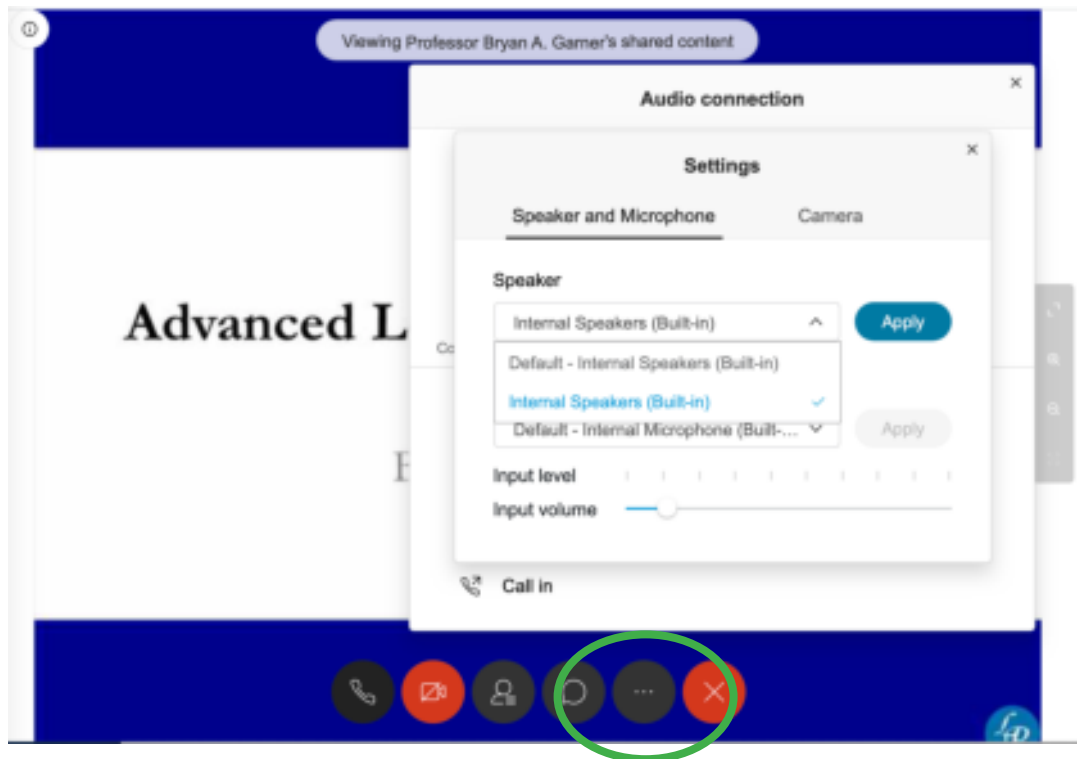 Viewing Professor Bryan A. Garner's shared content
Audio connection
Settings
Speaker and Microphone
Camera
Speaker
Internal Speakers (Built-in)
Apply
Default - Internal Speakers (Built-in)
Internal Speakers (Built-in)
Default - Internal Microphone (Built-...
Apply
Input level
Input volume
Call in
Advanced L
Co